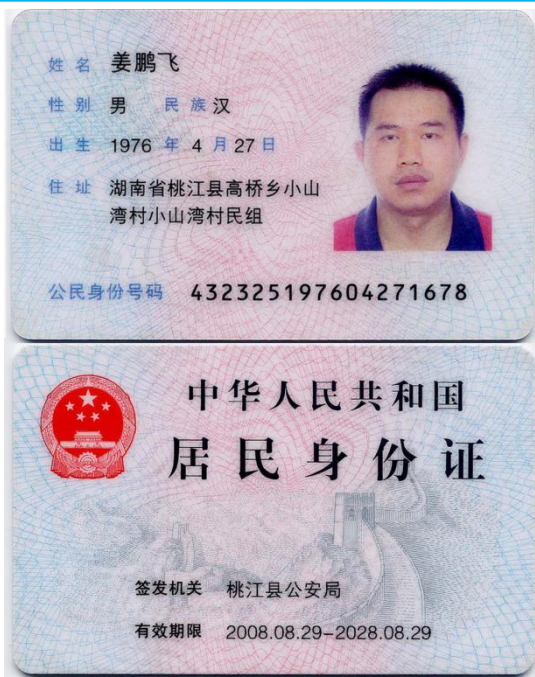 姓名 姜鹏飞
性别 男 民族 汉
出生 1976 年 4 月 27 日
住址 湖南省桃江县高桥乡小山
湾村小山湾村民组
公民身份号码 432325197604271678
中华人民共和国
居民身份证
签发机关 桃江县公安局
有效期限 2008.08.29-2028.08.29